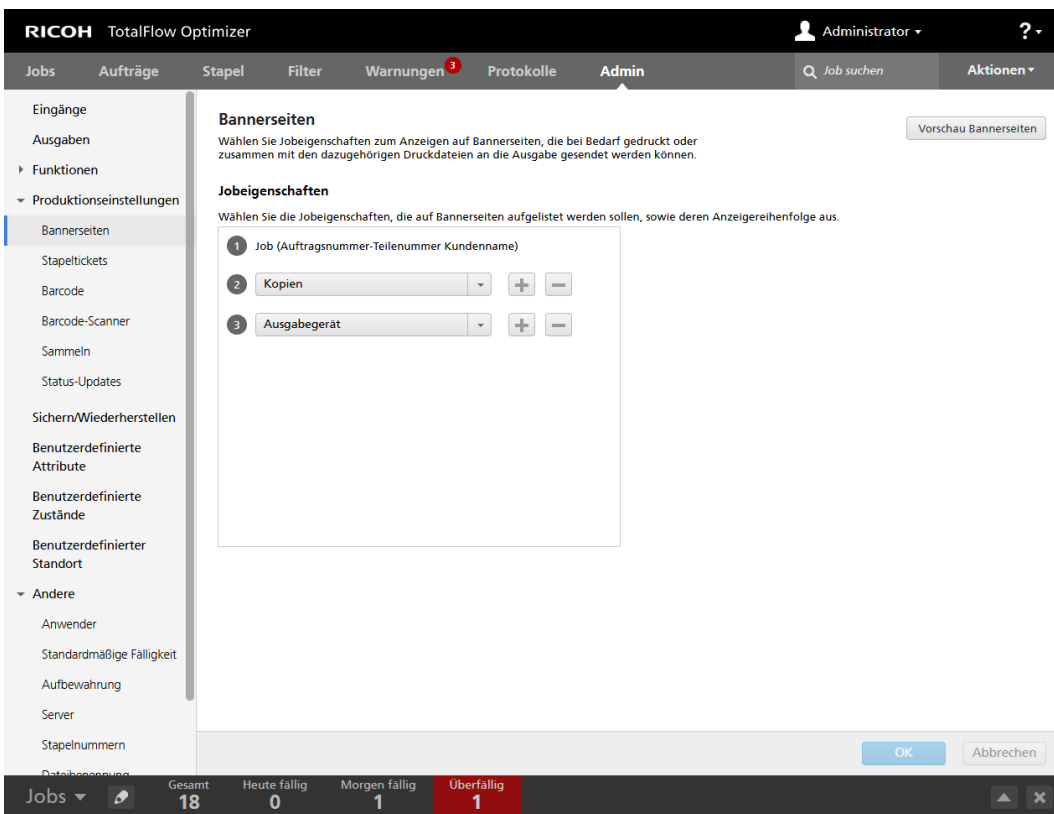 RICOH TotalFlow Optimizer
Administrator
?
Jobs Aufträge Stapel Filter Warnungen 3 Protokolle Admin
Job suchen
Aktionen
Eingänge
Ausgaben
Funktionen
Produktionseinstellungen
Bannerseiten
Stapeltickets
Barcode
Barcode-Scanner
Sammeln
Status-Updates
Sichern/Wiederherstellen
Benutzerdefinierte
Attribute
Benutzerdefinierte
Zustände
Benutzerdefinierter
Standort
Andere
Anwender
Standardmäßige Fälligkeit
Aufbewahrung
Server
Stapelnummern
Dateibenennung
Bannerseiten
Wählen Sie Jobeigenschaften zum Anzeigen auf Bannerseiten, die bei Bedarf gedruckt oder
zusammen mit den dazugehörigen Druckdateien an die Ausgabe gesendet werden können.
Vorschau Bannerseiten
Jobeigenschaften
Wählen Sie die Jobeigenschaften, die auf Bannerseiten aufgelistet werden sollen, sowie deren Anzeigereihenfolge aus.
1 Job (Auftragsnummer-Teilenummer Kundenname)
2 Kopien
3 Ausgabegerät
OK
Abbrechen
Jobs
Gesamt
18
Heute fällig
0
Morgen fällig
1
Überfällig
1